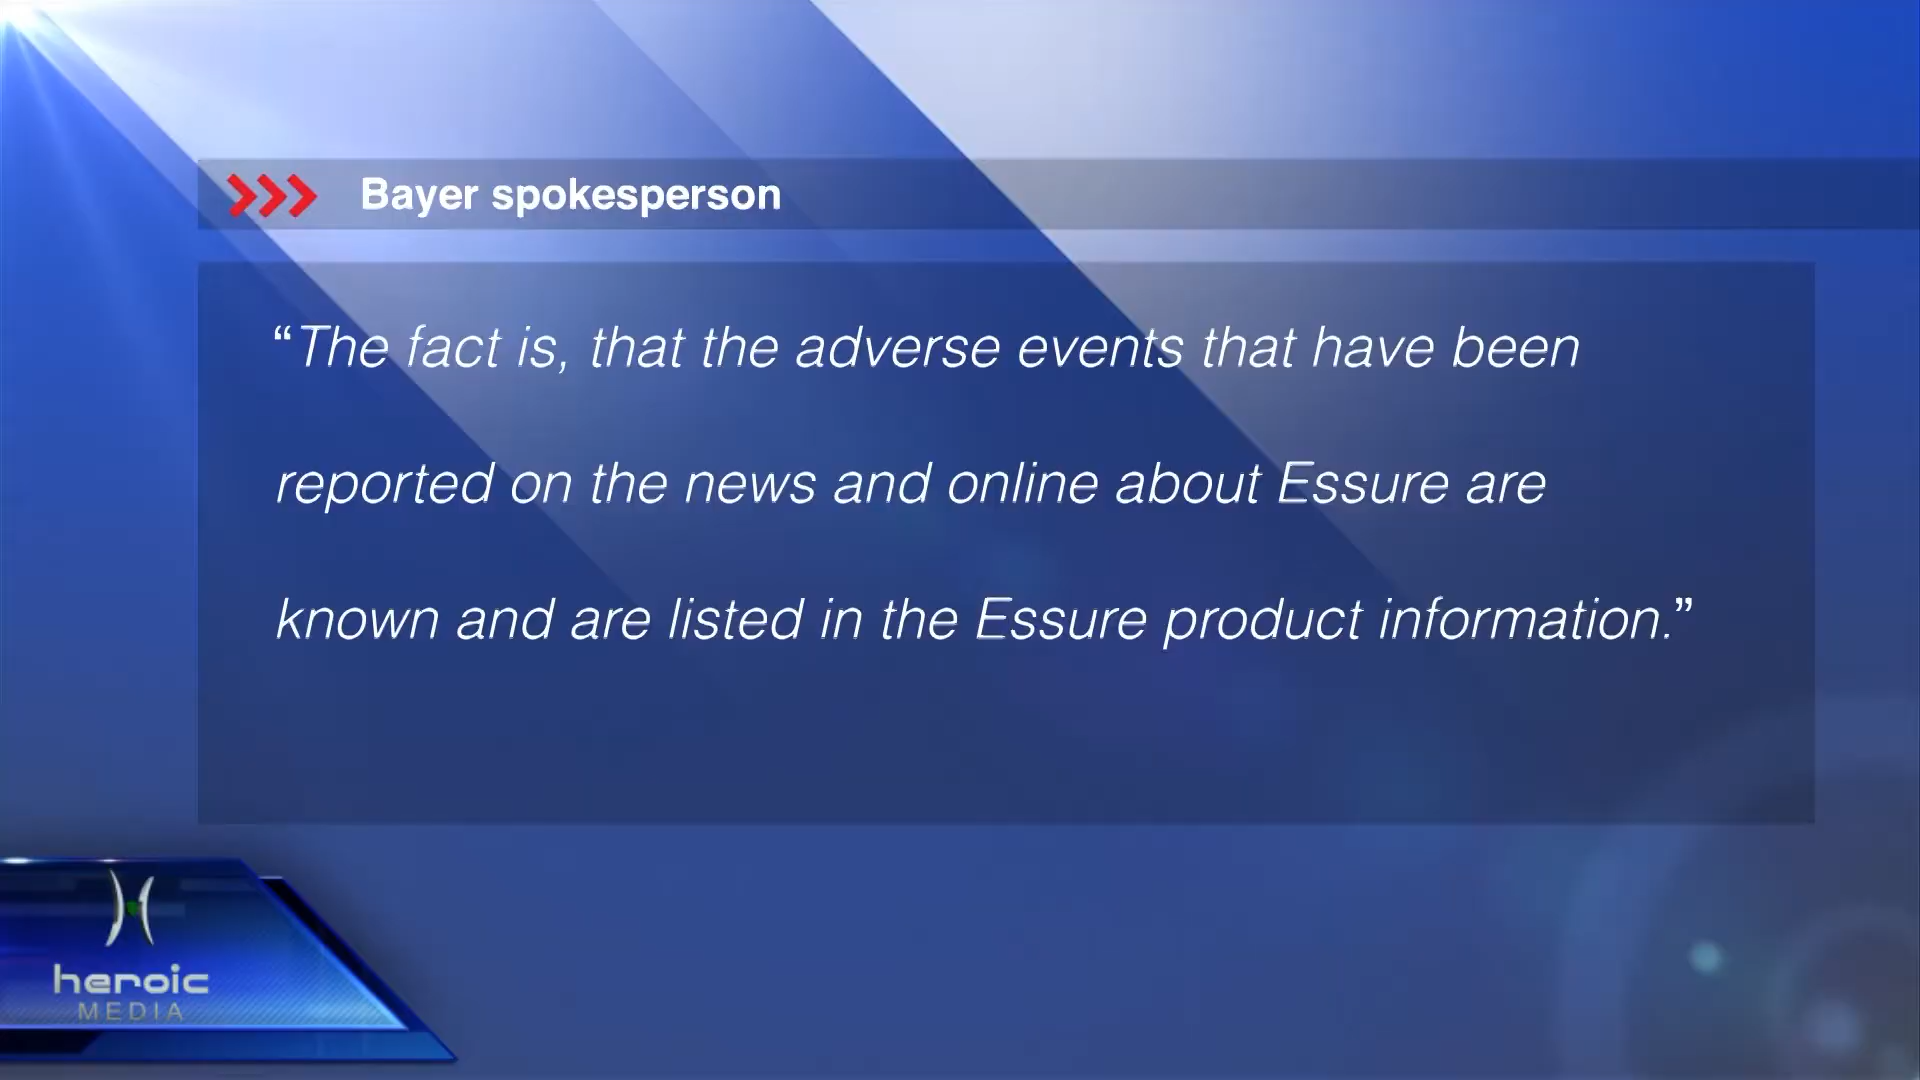 Bayer spokesperson
“The fact is, that the adverse events that have been
reported on the news and online about Essure are
known and are listed in the Essure product information.”
heroic
MEDIA